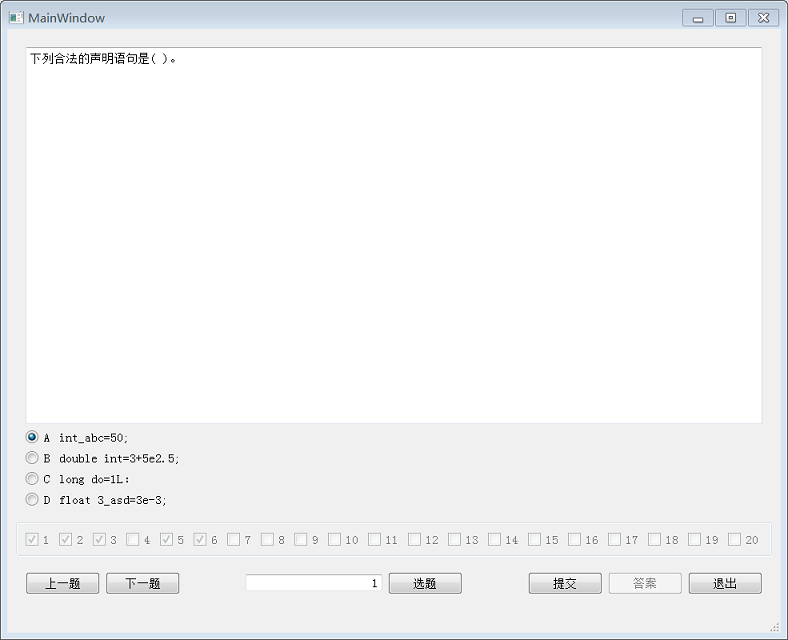 MainWindow
下列合法的声明语句是( )。
A int_abc=50;
B double int=3+5e2.5;
C long do=1L:
D float 3_asd=3e-3;
1 2 3 4 5 6 7 8 9 10 11 12 13 14 15 16 17 18 19 20
上一题 下一题 1 选题 提交 答案 退出